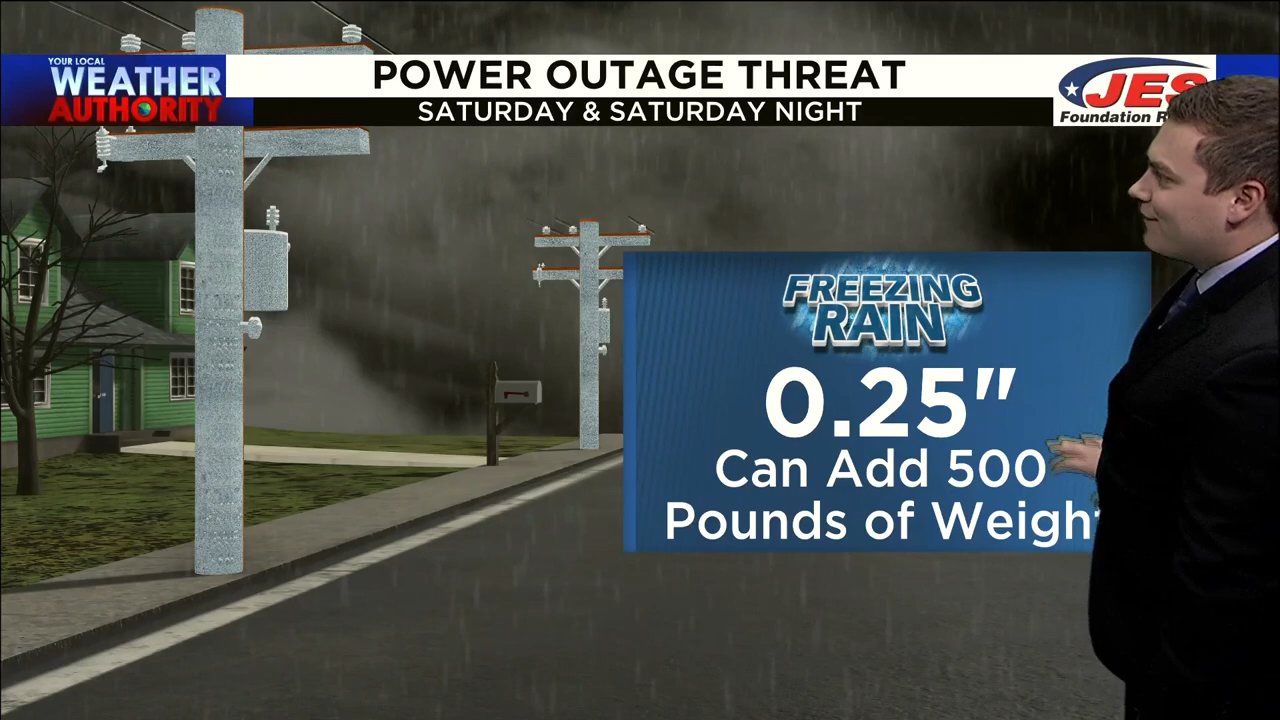 YOUR LOCAL
WEATHER
AUTHORITY
POWER OUTAGE THREAT
SATURDAY & SATURDAY NIGHT
JES
Foundation R
FREEZING
RAIN
0.25"
Can Add 500
Pounds of Weigh